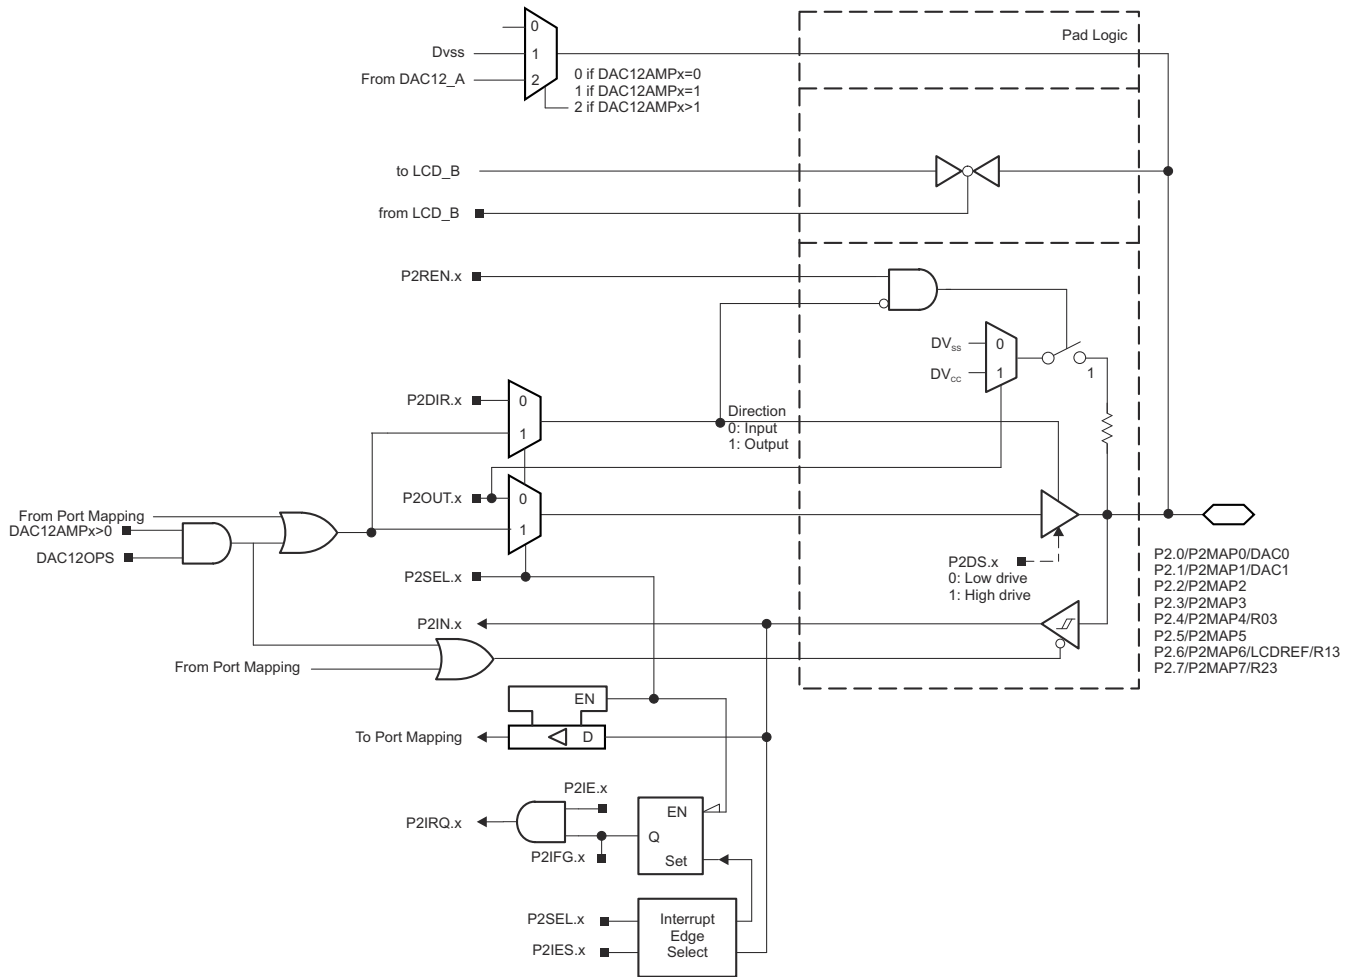 0
Pad Logic
Dvss
1
From DAC12_A
2
0 if DAC12AMPx=0
1 if DAC12AMPx=1
2 if DAC12AMPx>1
to LCD_B
from LCD_B
P2REN.x
DVSS
0
DVCC
1
1
P2DIR.x
0
1
Direction
0: Input
1: Output
P2OUT.x
0
1
From Port Mapping
DAC12AMPx>0
DAC12OPS
P2SEL.x
P2DS.x
0: Low drive
1: High drive
P2.0/P2MAP0/DAC0
P2.1/P2MAP1/DAC1
P2.2/P2MAP2
P2.3/P2MAP3
P2.4/P2MAP4/R03
P2.5/P2MAP5
P2.6/P2MAP6/LCDREF/R13
P2.7/P2MAP7/R23
P2IN.x
From Port Mapping
EN
To Port Mapping
D
P2IE.x
P2IRQ.x
EN
Q
P2IFG.x
Set
P2SEL.x
P2IES.x
Interrupt
Edge
Select